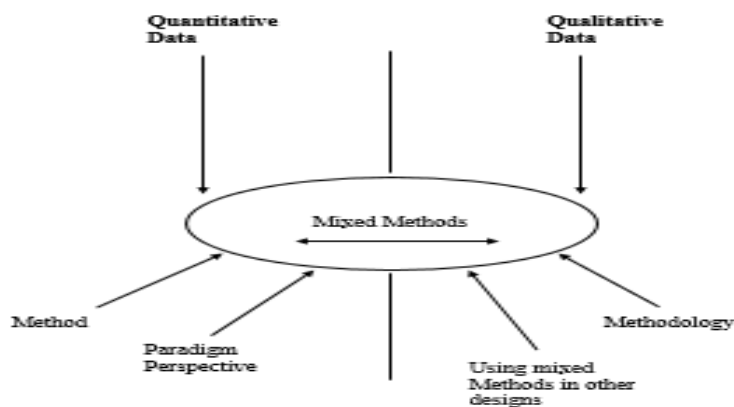 Quantitative
Data
Qualitative
Data
Mixed Methods
Method
Methodology
Paradigm
Perspective
Using mixed
Methods in other
designs